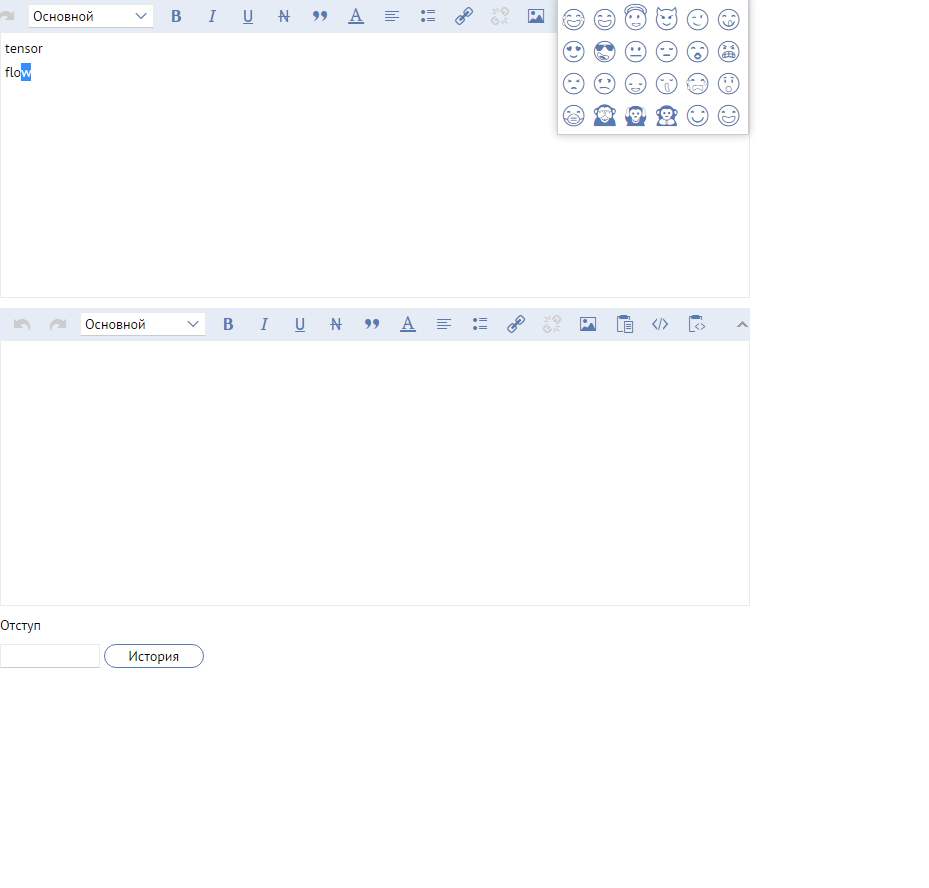 Основной
B I U N A
tensor
flow
Основной
B I U N A
Отступ
История